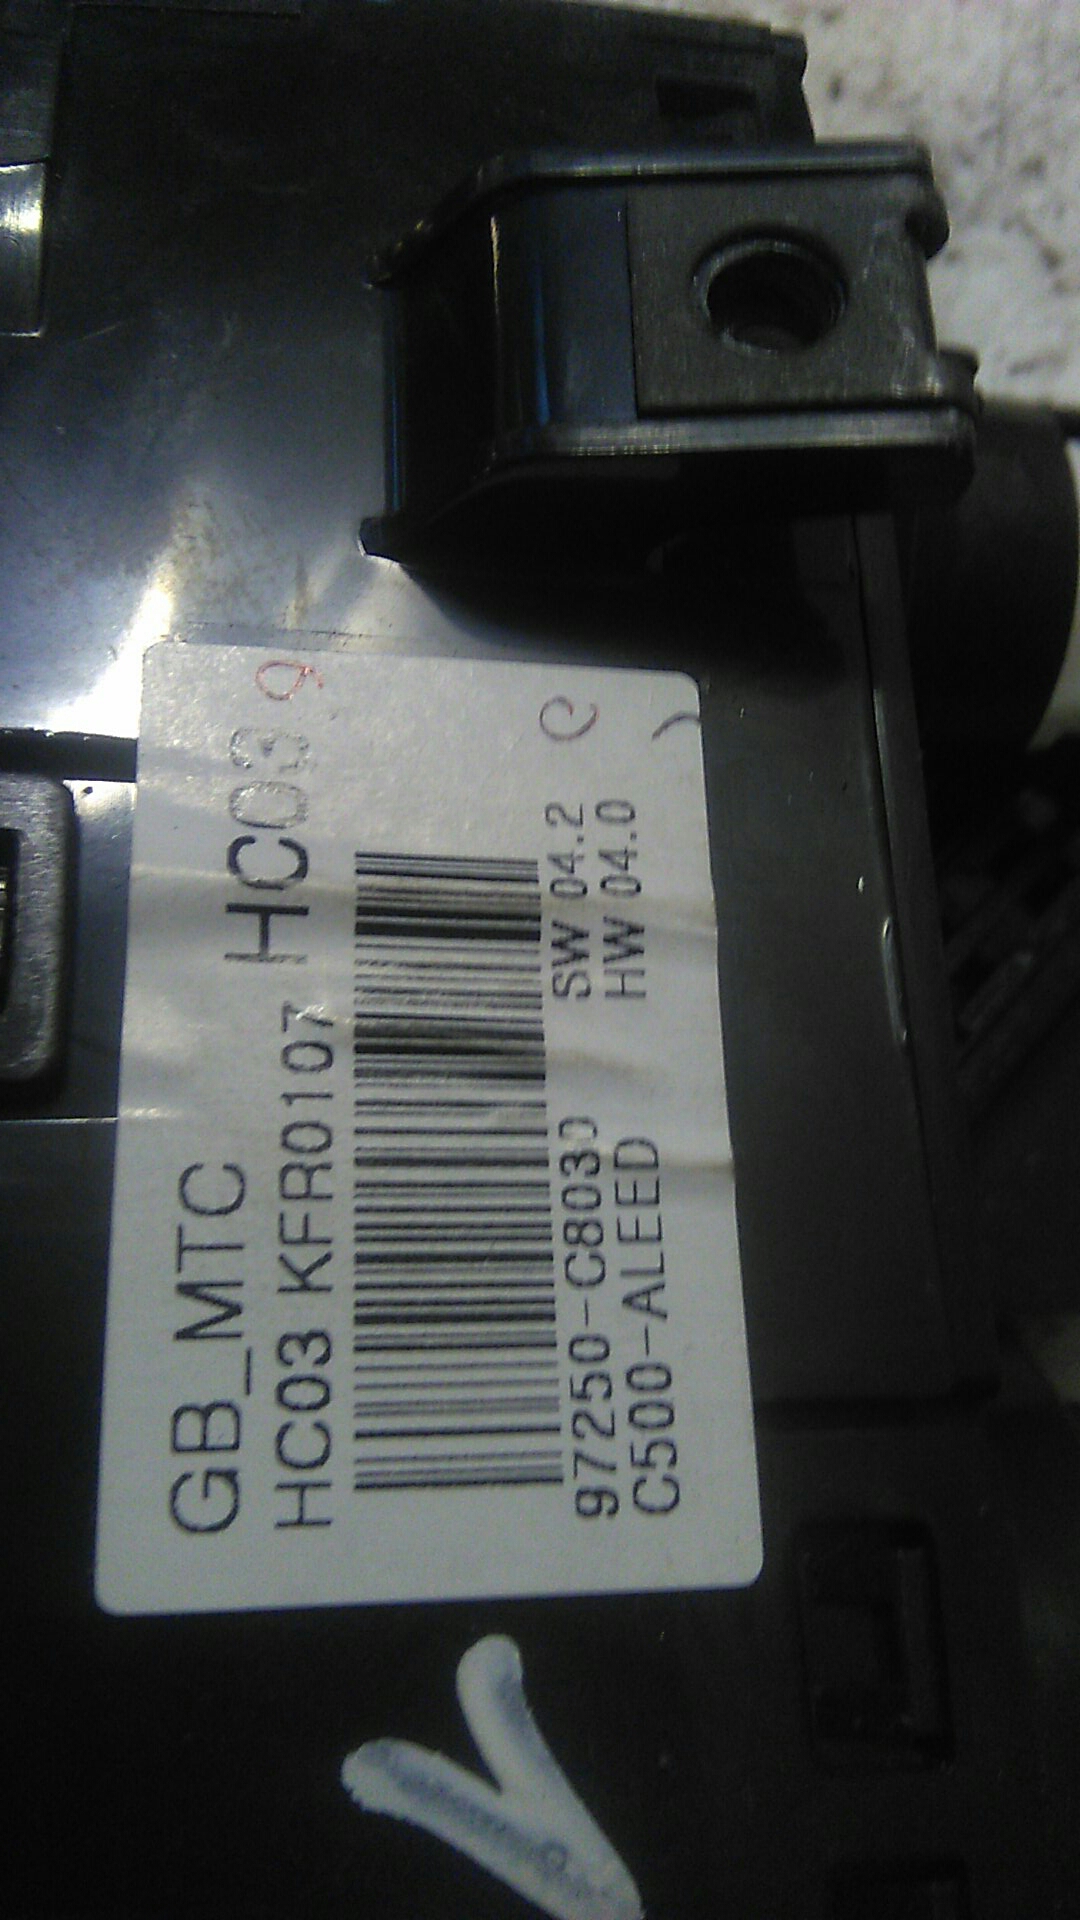 GB_MTC
HC03 KFR0107 HC03
97250-C8030 SW 04.2
C500-ALEED HW 04.0